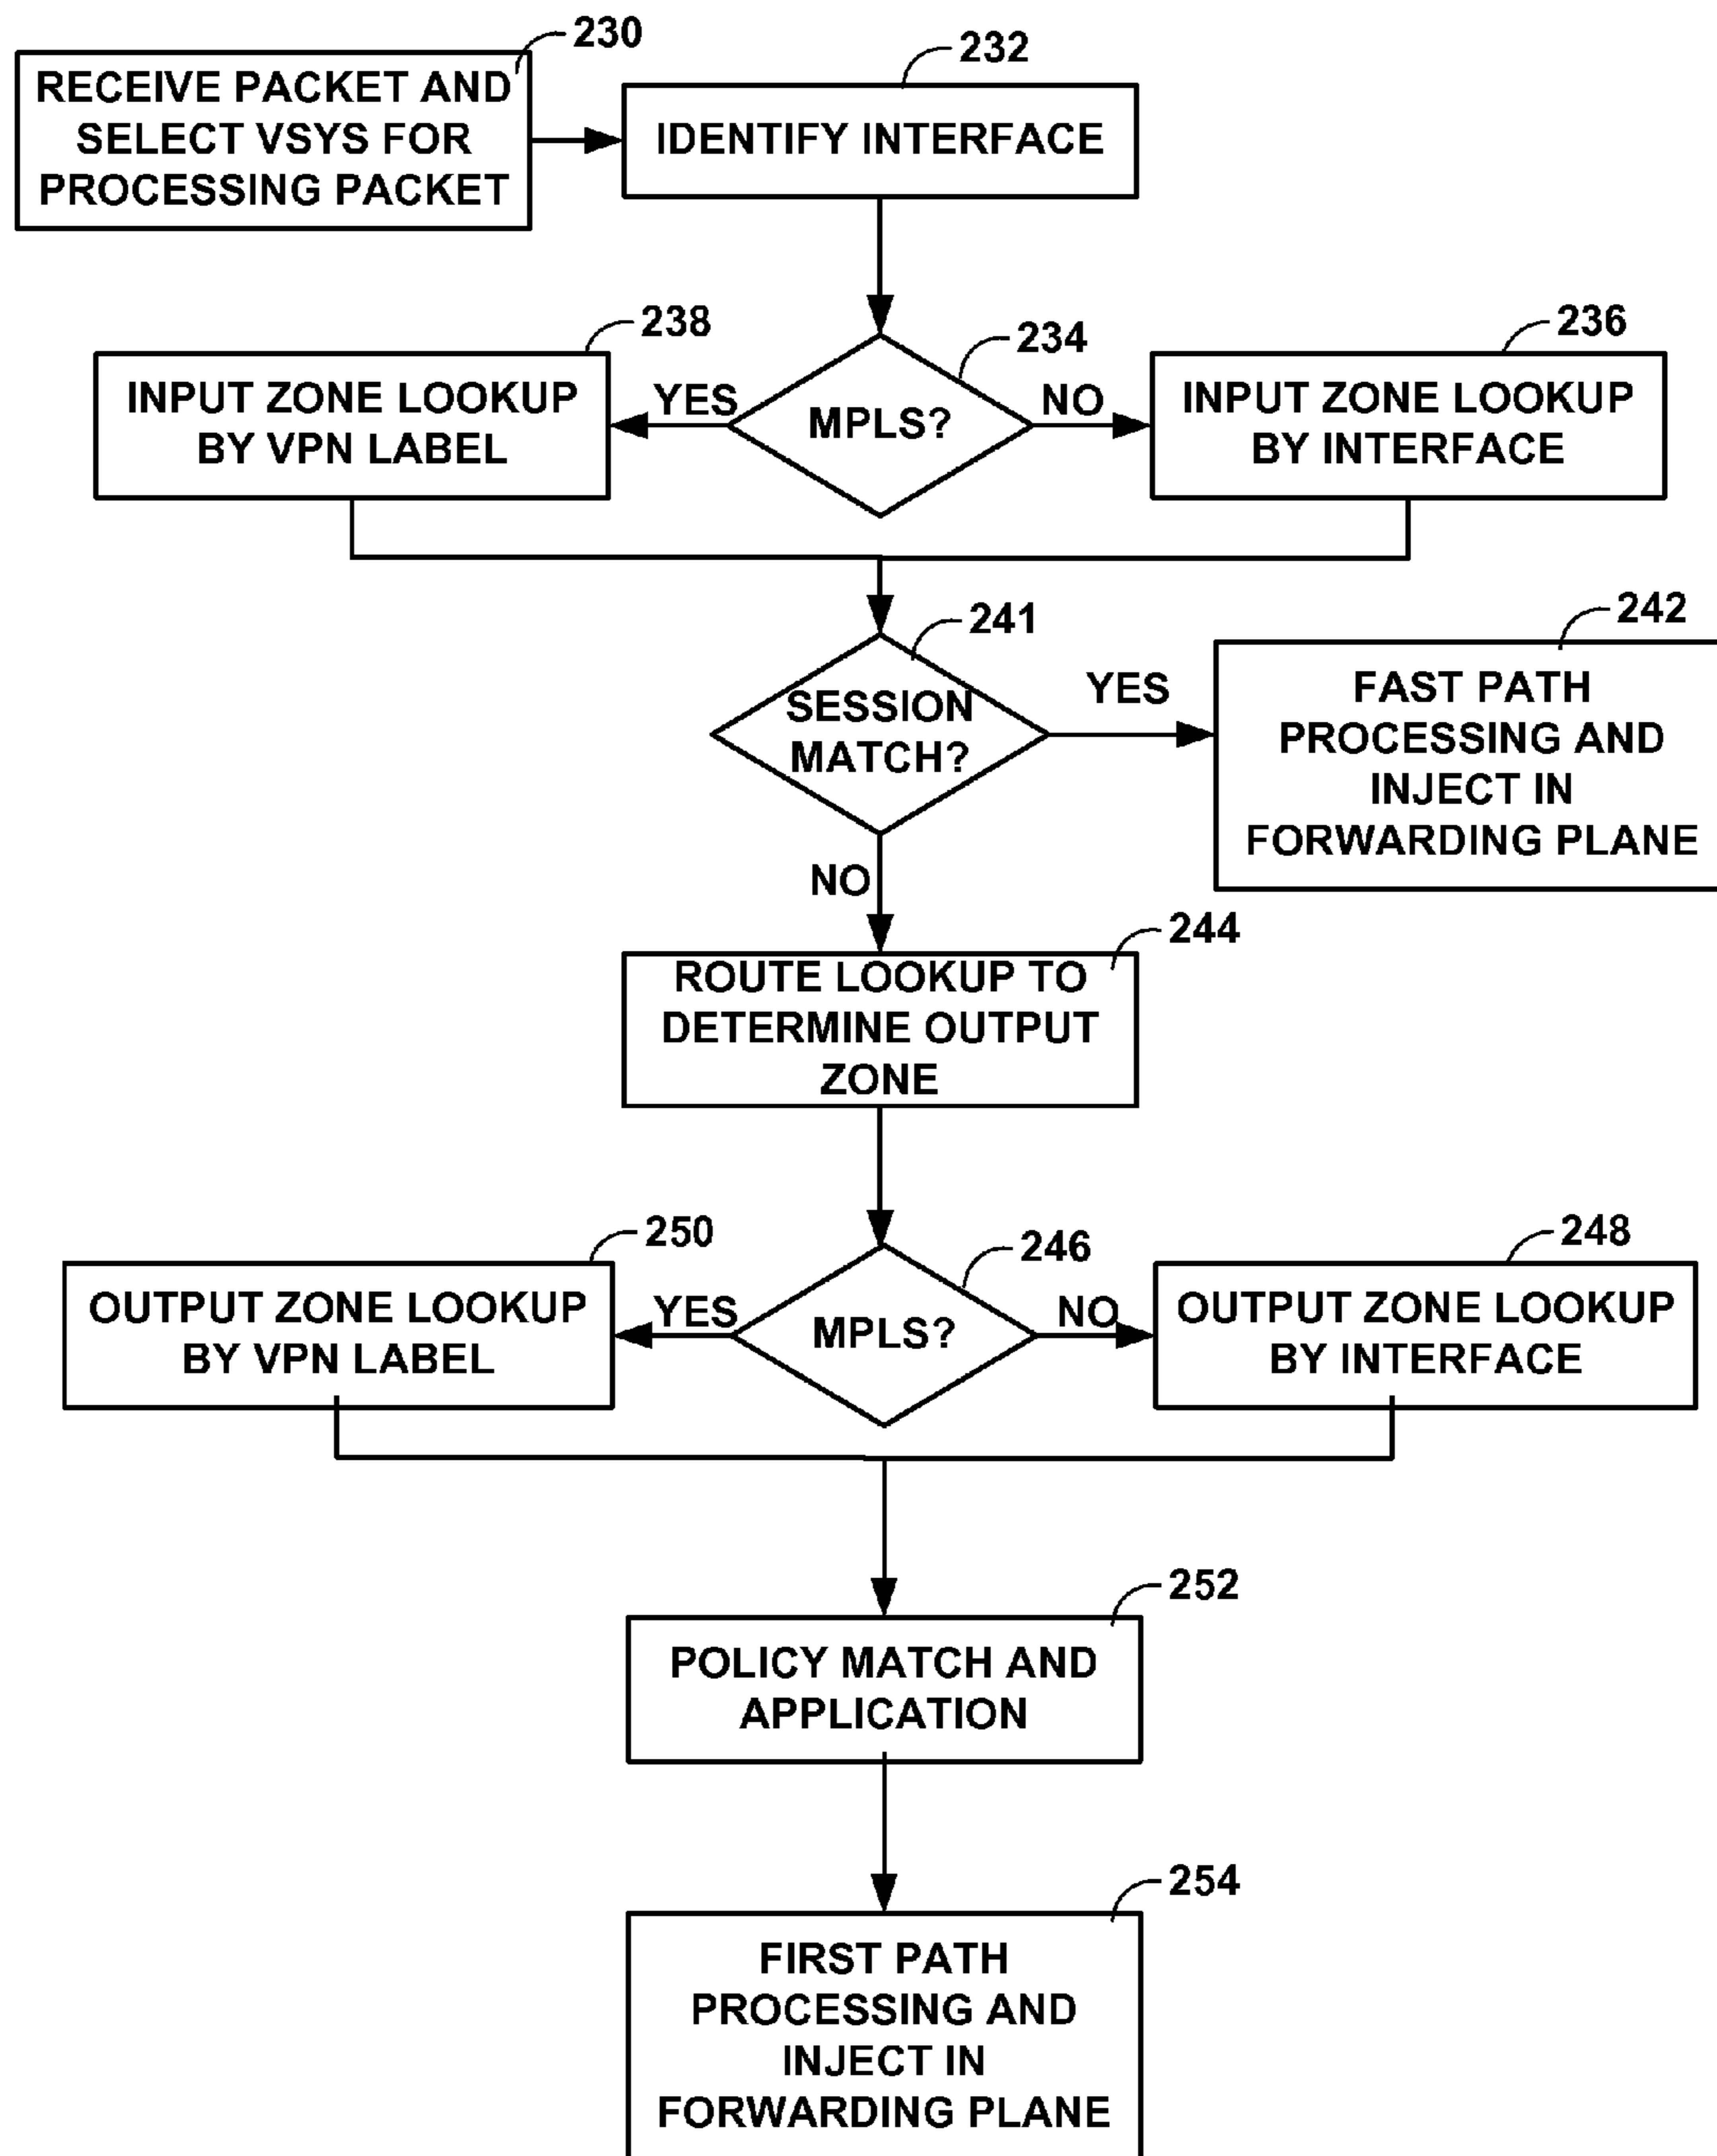 230
RECEIVE PACKET AND
SELECT VSYS FOR
PROCESSING PACKET
232
IDENTIFY INTERFACE
234
MPLS?
YES
NO
238
INPUT ZONE LOOKUP
BY VPN LABEL
236
INPUT ZONE LOOKUP
BY INTERFACE
241
SESSION
MATCH?
YES
242
FAST PATH
PROCESSING AND
INJECT IN
FORWARDING PLANE
NO
244
ROUTE LOOKUP TO
DETERMINE OUTPUT
ZONE
246
MPLS?
YES
NO
250
OUTPUT ZONE LOOKUP
BY VPN LABEL
248
OUTPUT ZONE LOOKUP
BY INTERFACE
252
POLICY MATCH AND
APPLICATION
254
FIRST PATH
PROCESSING AND
INJECT IN
FORWARDING PLANE